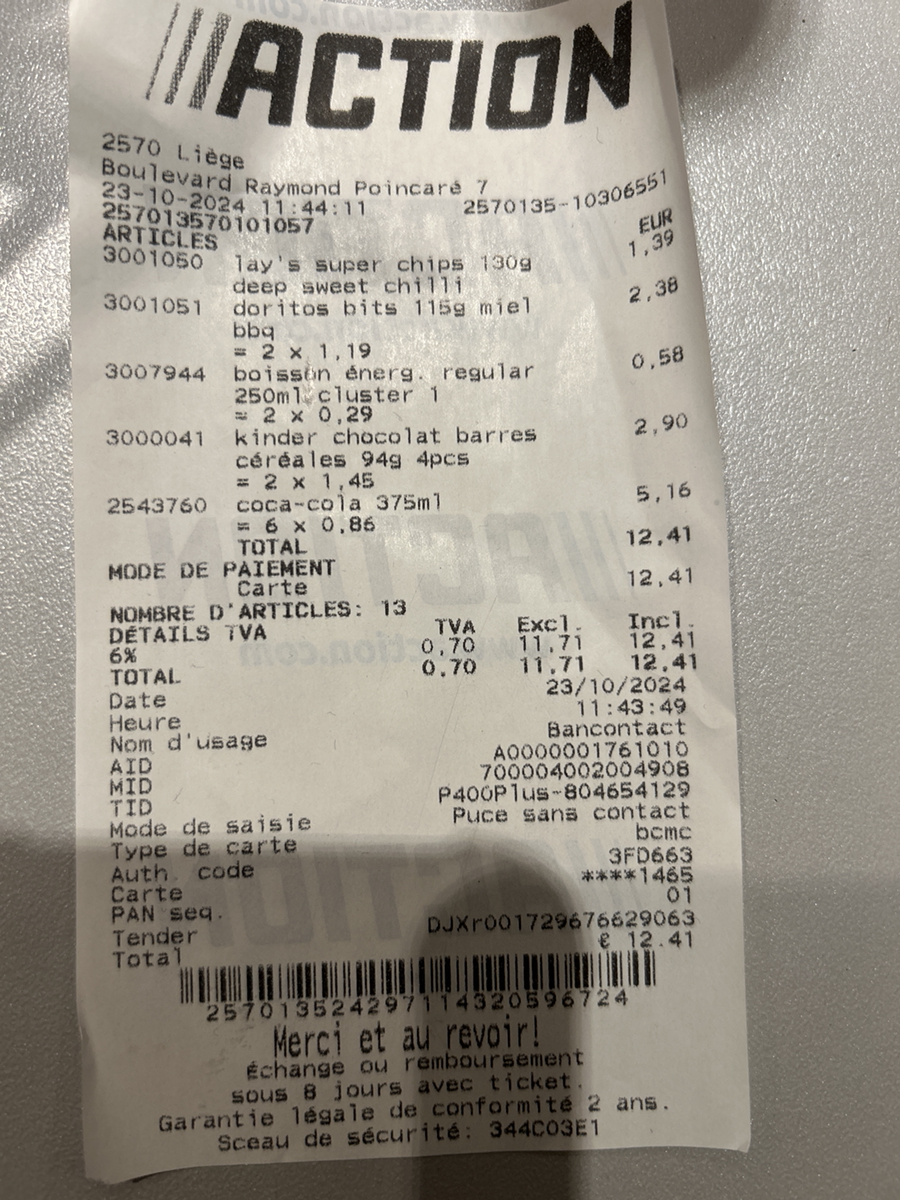 ACTION
2570 Liège
Boulevard Raymond Poincaré 7
23-10-2024 11:44:11 2570135-10306551
257013570101057
ARTICLES EUR
3001050 lay's super chips 130g 1,39
deep sweet chilli
3001051 doritos bits 115g miel 2,38
bbq
= 2 x 1,19
3007944 boisson énerg. regular 0,58
250ml cluster 1
= 2 x 0,29
3000041 kinder chocolat barres 2,90
céréales 94g 4pcs
= 2 x 1,45
2543760 coca-cola 375ml 5,16
= 6 x 0,86
TOTAL 12,41
MODE DE PAIEMENT
Carte 12,41
NOMBRE D'ARTICLES: 13
DÉTAILS TVA TVA Excl. Incl.
6% 0,70 11,71 12,41
TOTAL 0,70 11,71 12,41
Date 23/10/2024
Heure 11:43:49
Nom d'usage Bancontact
AID A0000001761010
MID 700004002004908
TID P400Plus-804654129
Mode de saisie Puce sans contact
Type de carte bcmc
Auth. code 3FD663
Carte ****1465
PAN seq. 01
Tender DJXr001729676629063
Total € 12.41
2570135242971143205967​24
Merci et au revoir!
Échange ou remboursement
sous 8 jours avec ticket.
Garantie légale de conformité 2 ans.
Sceau de sécurité: 344C03E1